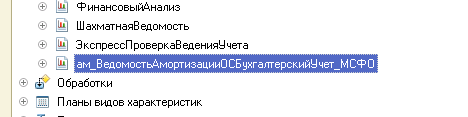 ФинансовыйАнализ
ШахматнаяВедомость
ЭкспрессПроверкаВеденияУчета
ам_ВедомостьАмортизацииОСБухгалтерскийУчет_МСФО
Обработки
Планы видов характеристик